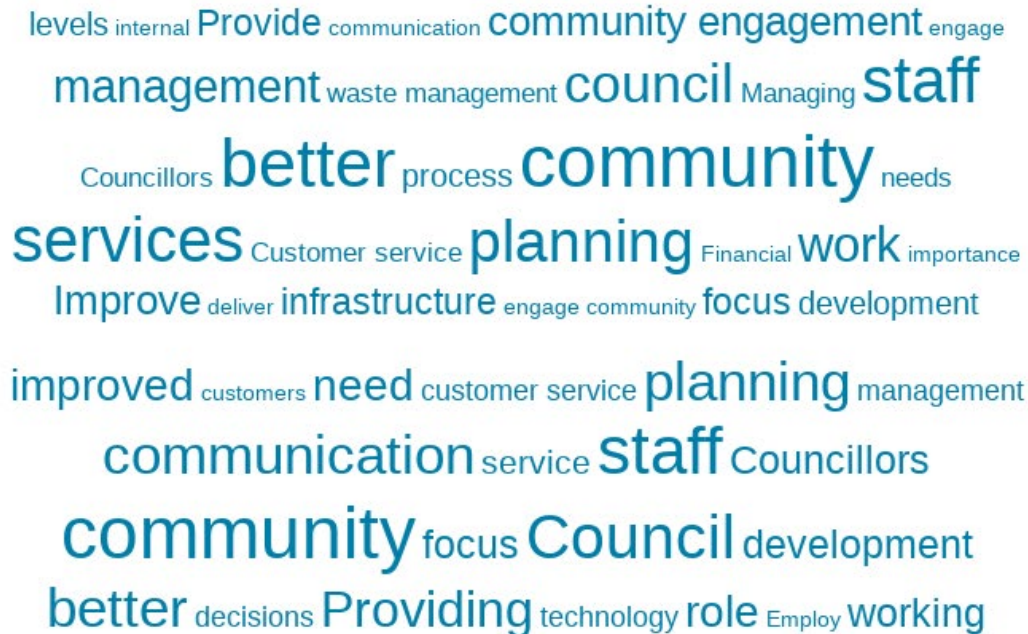 levels internal Provide communication community engagement engage
management waste management council Managing staff
Councillors better process community needs
services Customer service planning Financial work importance
Improve deliver infrastructure engage community focus development
improved customers need customer service planning management
communication service staff Councillors
community focus Council development
better decisions Providing technology role Employ working